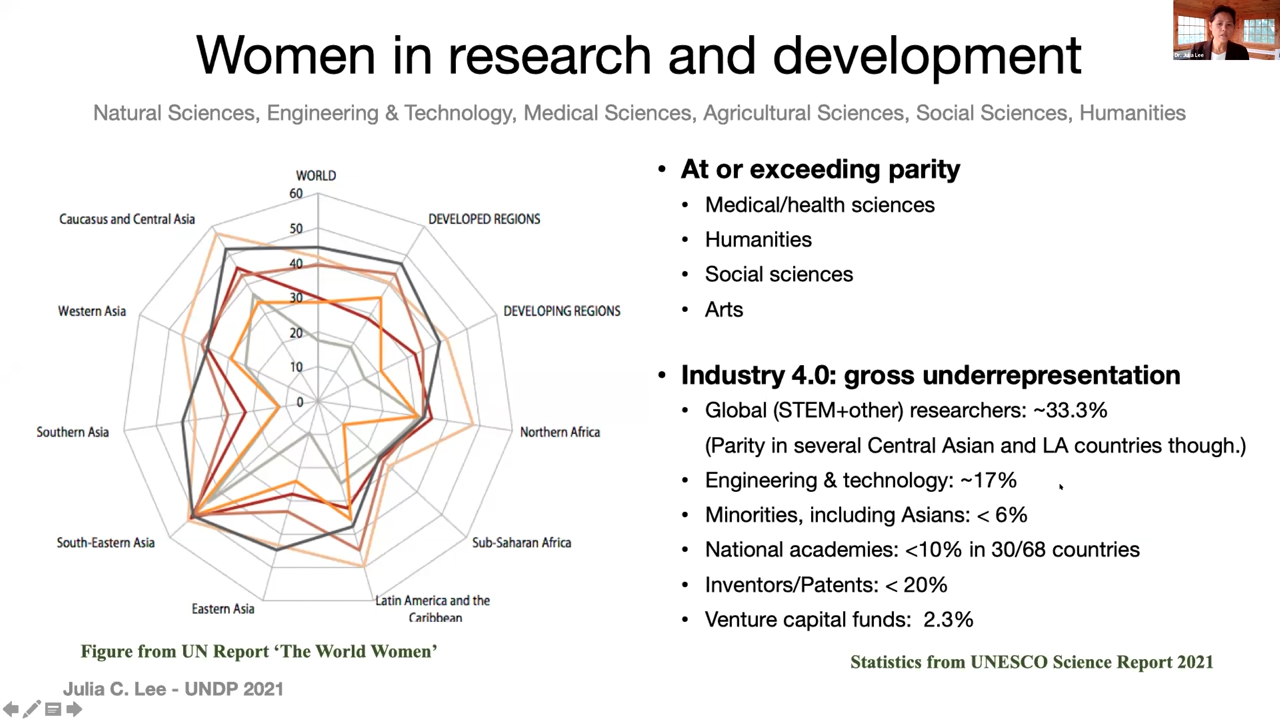 Women in research and development
Dr. Julia Lee
Natural Sciences, Engineering & Technology, Medical Sciences, Agricultural Sciences, Social Sciences, Humanities
WORLD
60
50
40
30
20
10
0
DEVELOPED REGIONS
DEVELOPING REGIONS
Northern Africa
Sub-Saharan Africa
Latin America and the
Caribbean
Eastern Asia
South-Eastern Asia
Southern Asia
Western Asia
Caucasus and Central Asia
Figure from UN Report ‘The World Women’
Julia C. Lee - UNDP 2021
• At or exceeding parity
• Medical/health sciences
• Humanities
• Social sciences
• Arts
• Industry 4.0: gross underrepresentation
• Global (STEM+other) researchers: ~33.3%
(Parity in several Central Asian and LA countries though.)
• Engineering & technology: ~17%
• Minorities, including Asians: < 6%
• National academies: <10% in 30/68 countries
• Inventors/Patents: < 20%
• Venture capital funds: 2.3%
Statistics from UNESCO Science Report 2021